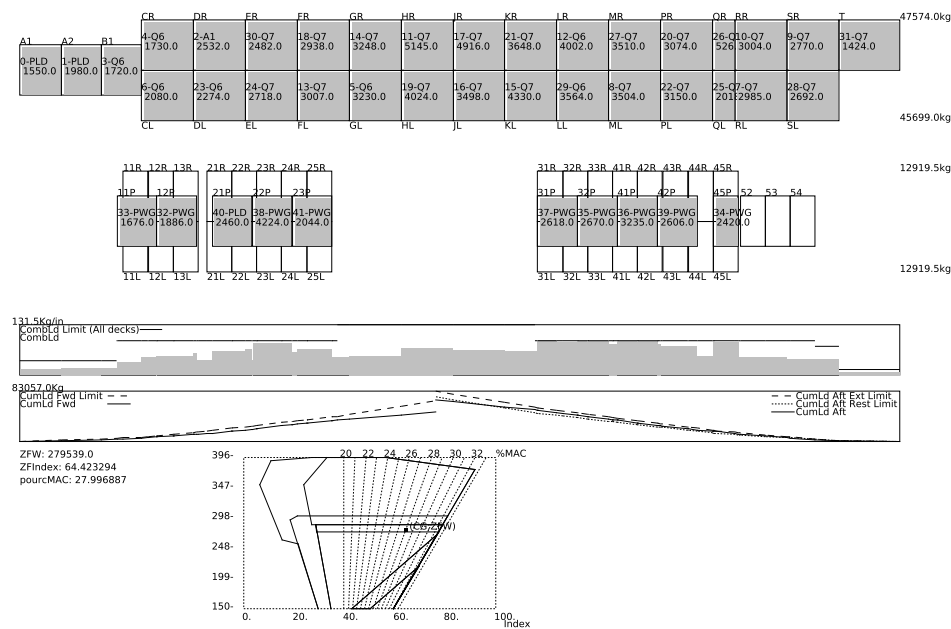 CR DR ER FR GR HR JR KR LR MR PR QR RR SR T 47574.0kg
A1 A2 B1 4-Q6 2-A1 30-Q7 18-Q7 14-Q7 11-Q7 17-Q7 21-Q7 12-Q6 27-Q7 20-Q7 26-Q 10-Q7 9-Q7 31-Q7
1730.0 2532.0 2482.0 2938.0 3248.0 5145.0 4916.0 3648.0 4002.0 3510.0 3074.0 526. 3004.0 2770.0 1424.0
0-PLD 1-PLD 3-Q6
1550.0 1980.0 1720.0
6-Q6 23-Q6 24-Q7 13-Q7 5-Q6 19-Q7 16-Q7 15-Q7 29-Q6 8-Q7 22-Q7 25-Q7 28-Q7
2080.0 2274.0 2718.0 3007.0 3230.0 4024.0 3498.0 4330.0 3564.0 3504.0 3150.0 2985.0 2692.0
45699.0kg
CL DL EL FL GL HL JL KL LL ML PL QL RL SL
11R 12R 13R 21R 22R 23R 24R 25R 31R 32R 33R 41R 42R 43R 44R 45R 12919.5kg
11P 12P 21P 22P 23P 31P 32P 41P 42P 45P 52 53 54
33-PWG 32-PWG 40-PLD 38-PWG 41-PWG 37-PWG 35-PWG 36-PWG 39-PWG 34-PWG
1676.0 1886.0 2460.0 4224.0 2044.0 2618.0 2670.0 3235.0 2606.0 2420.0
12919.5kg
11L 12L 13L 21L 22L 23L 24L 25L 31L 32L 33L 41L 42L 43L 44L 45L
131.5Kg/in
CombLd Limit (All decks)
CombLd
83057.0Kg
CumLd Fwd Limit
CumLd Fwd
CumLd Aft Ext Limit
CumLd Aft Rest Limit
CumLd Aft
ZFW: 279539.0
ZFIndex: 64.423294
pourcMAC: 27.996887
20 22 24 26 28 30 32 %MAC
396-
347-
298-
248-
199-
150-
(CG,ZFW)
0. 20. 40. 60. 80. 100.
Index